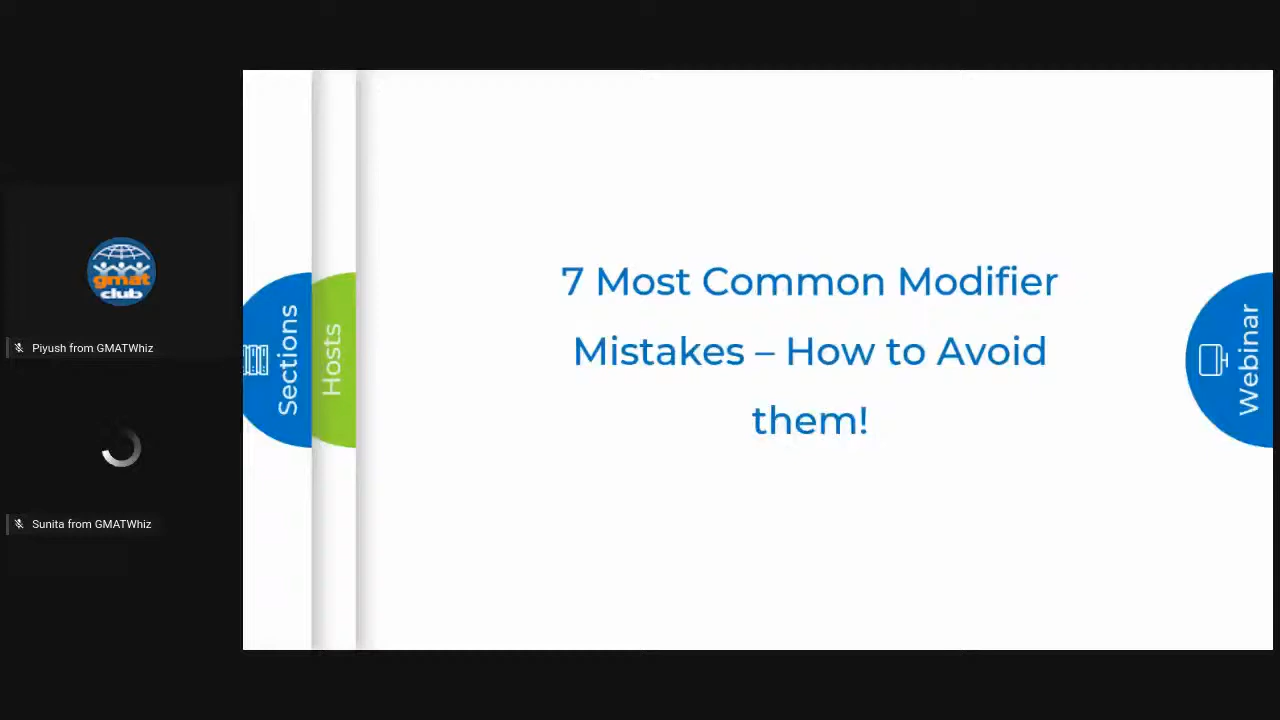 gmat
club
Piyush from GMATWhiz
Sunita from GMATWhiz
Sections
Hosts
7 Most Common Modifier
Mistakes – How to Avoid
them!
Webinar